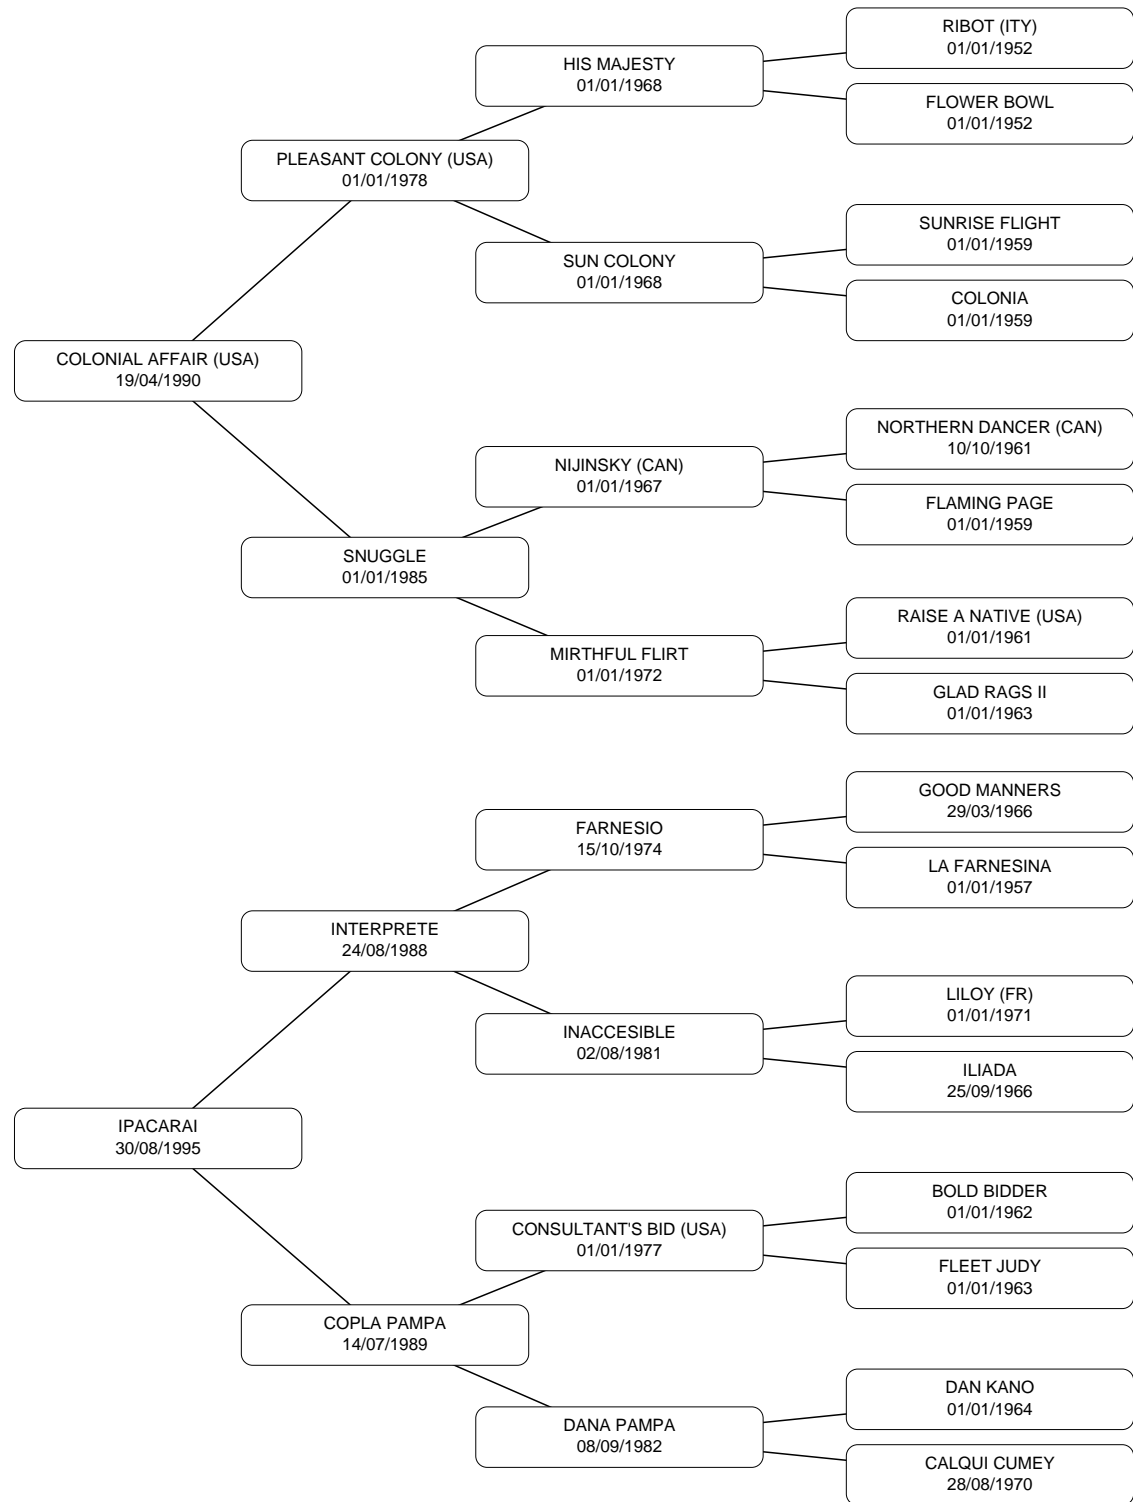 RIBOT (ITY)
01/01/1952
HIS MAJESTY
01/01/1968
FLOWER BOWL
01/01/1952
PLEASANT COLONY (USA)
01/01/1978
SUNRISE FLIGHT
01/01/1959
SUN COLONY
01/01/1968
COLONIA
01/01/1959
COLONIAL AFFAIR (USA)
19/04/1990
NORTHERN DANCER (CAN)
10/10/1961
NIJINSKY (CAN)
01/01/1967
FLAMING PAGE
01/01/1959
SNUGGLE
01/01/1985
RAISE A NATIVE (USA)
01/01/1961
MIRTHFUL FLIRT
01/01/1972
GLAD RAGS II
01/01/1963
GOOD MANNERS
29/03/1966
FARNESIO
15/10/1974
LA FARNESINA
01/01/1957
INTERPRETE
24/08/1988
LILOY (FR)
01/01/1971
INACCESIBLE
02/08/1981
ILIADA
25/09/1966
IPACARAI
30/08/1995
BOLD BIDDER
01/01/1962
CONSULTANT'S BID (USA)
01/01/1977
FLEET JUDY
01/01/1963
COPLA PAMPA
14/07/1989
DAN KANO
01/01/1964
DANA PAMPA
08/09/1982
CALQUI CUMEY
28/08/1970